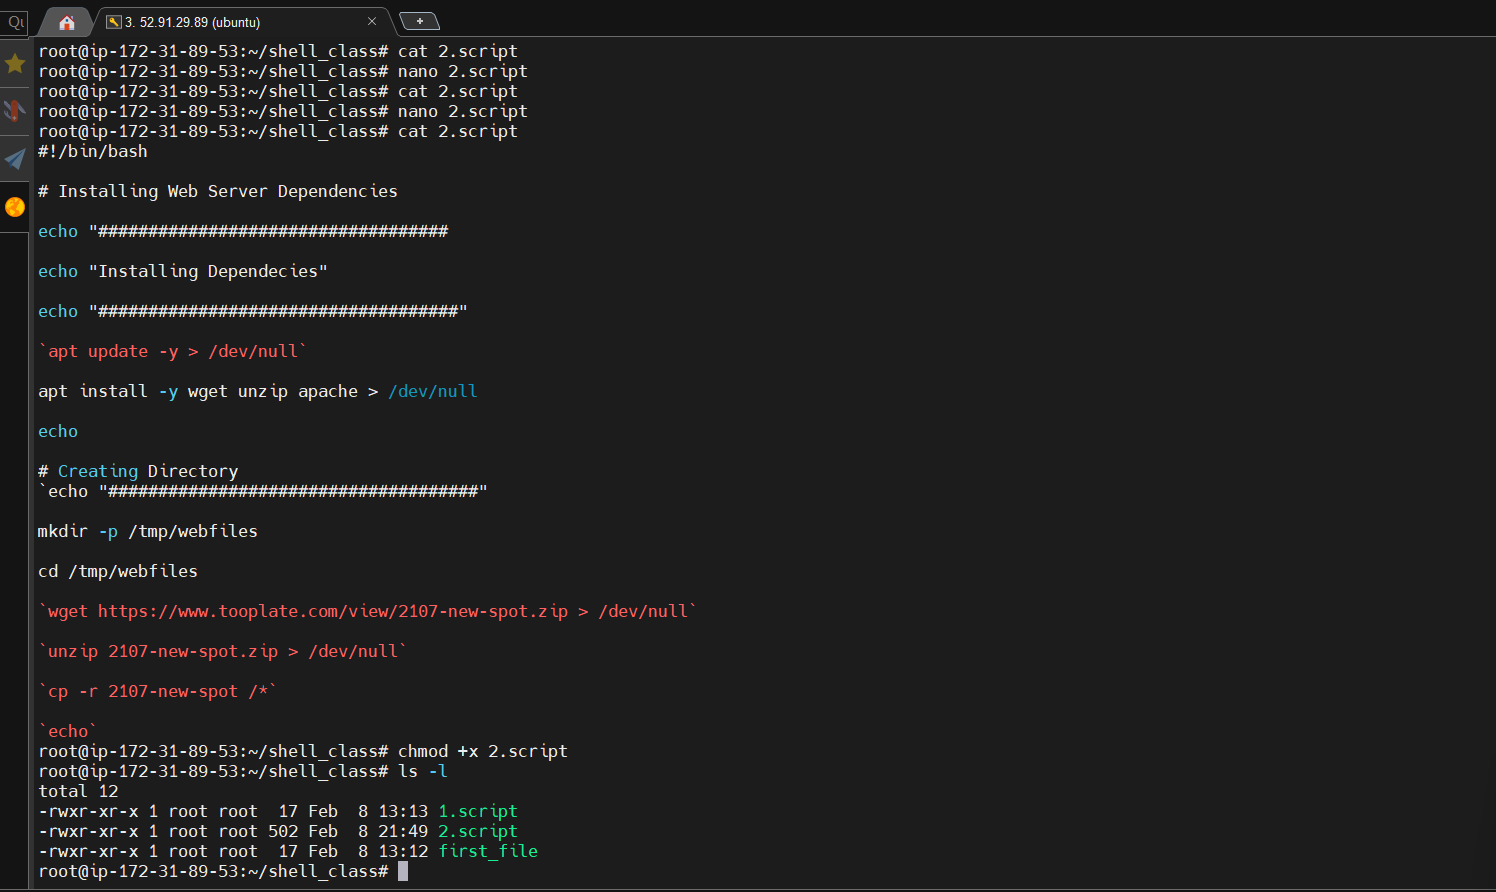 Qu
3. 52.91.29.89 (ubuntu)
root@ip-172-31-89-53:~/shell_class# cat 2.script
root@ip-172-31-89-53:~/shell_class# nano 2.script
root@ip-172-31-89-53:~/shell_class# cat 2.script
root@ip-172-31-89-53:~/shell_class# nano 2.script
root@ip-172-31-89-53:~/shell_class# cat 2.script
#!/bin/bash
# Installing Web Server Dependencies
echo "###################################
echo "Installing Dependecies"
echo "####################################"
`apt update -y > /dev/null`
apt install -y wget unzip apache > /dev/null
echo
# Creating Directory
`echo "#####################################"
mkdir -p /tmp/webfiles
cd /tmp/webfiles
`wget https://www.tooplate.com/view/2107-new-spot.zip > /dev/null`
`unzip 2107-new-spot.zip > /dev/null`
`cp -r 2107-new-spot /*`
`echo`
root@ip-172-31-89-53:~/shell_class# chmod +x 2.script
root@ip-172-31-89-53:~/shell_class# ls -l
total 12
-rwxr-xr-x 1 root root  17 Feb  8 13:13 1.script
-rwxr-xr-x 1 root root 502 Feb  8 21:49 2.script
-rwxr-xr-x 1 root root  17 Feb  8 13:12 first_file
root@ip-172-31-89-53:~/shell_class#